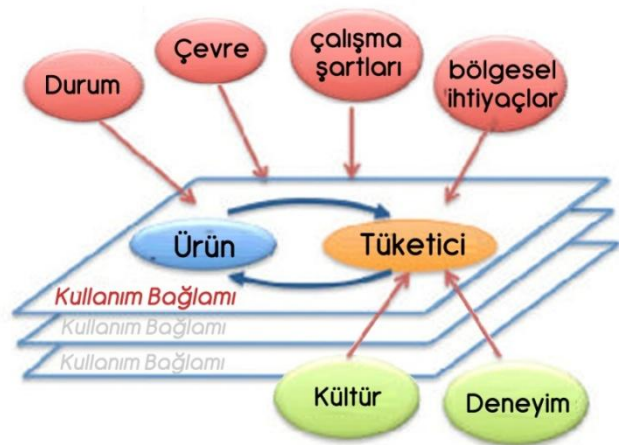 Durum
Çevre
çalışma
şartları
bölgesel
ihtiyaçlar
Ürün
Tüketici
Kullanım Bağlamı
Kullanım Bağlamı
Kullanım Bağlamı
Kültür
Deneyim